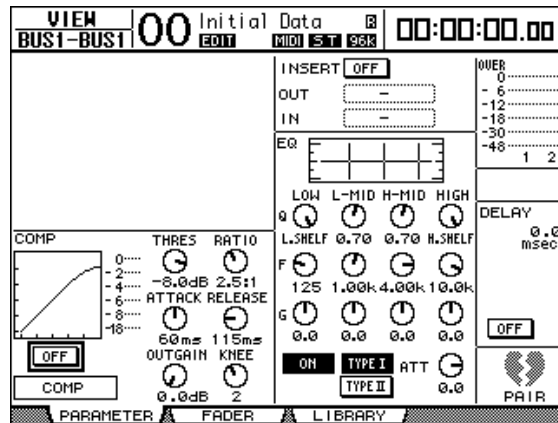 VIEW
BUS1-BUS1
00
Initial Data
EDIT
MIDI ST 96k
00:00:00.00
INSERT OFF
OUT -
IN -
OVER
0
- 6
-12
-18
-30
-48
1 2
EQ
LOW L-MID H-MID HIGH
Q
L.SHELF 0.70 0.70 H.SHELF
F
125 1.00k 4.00k 10.0k
G
0.0 0.0 0.0 0.0
ON TYPE I ATT
TYPE II 0.0
DELAY
0.0
msec
OFF
PAIR
COMP
THRES RATIO
-8.0dB 2.5:1
ATTACK RELEASE
60ms 115ms
OUTGAIN KNEE
0.0dB 2
0
- 2
- 4
- 6
- 8
-18
OFF
COMP
PARAMETER FADER LIBRARY